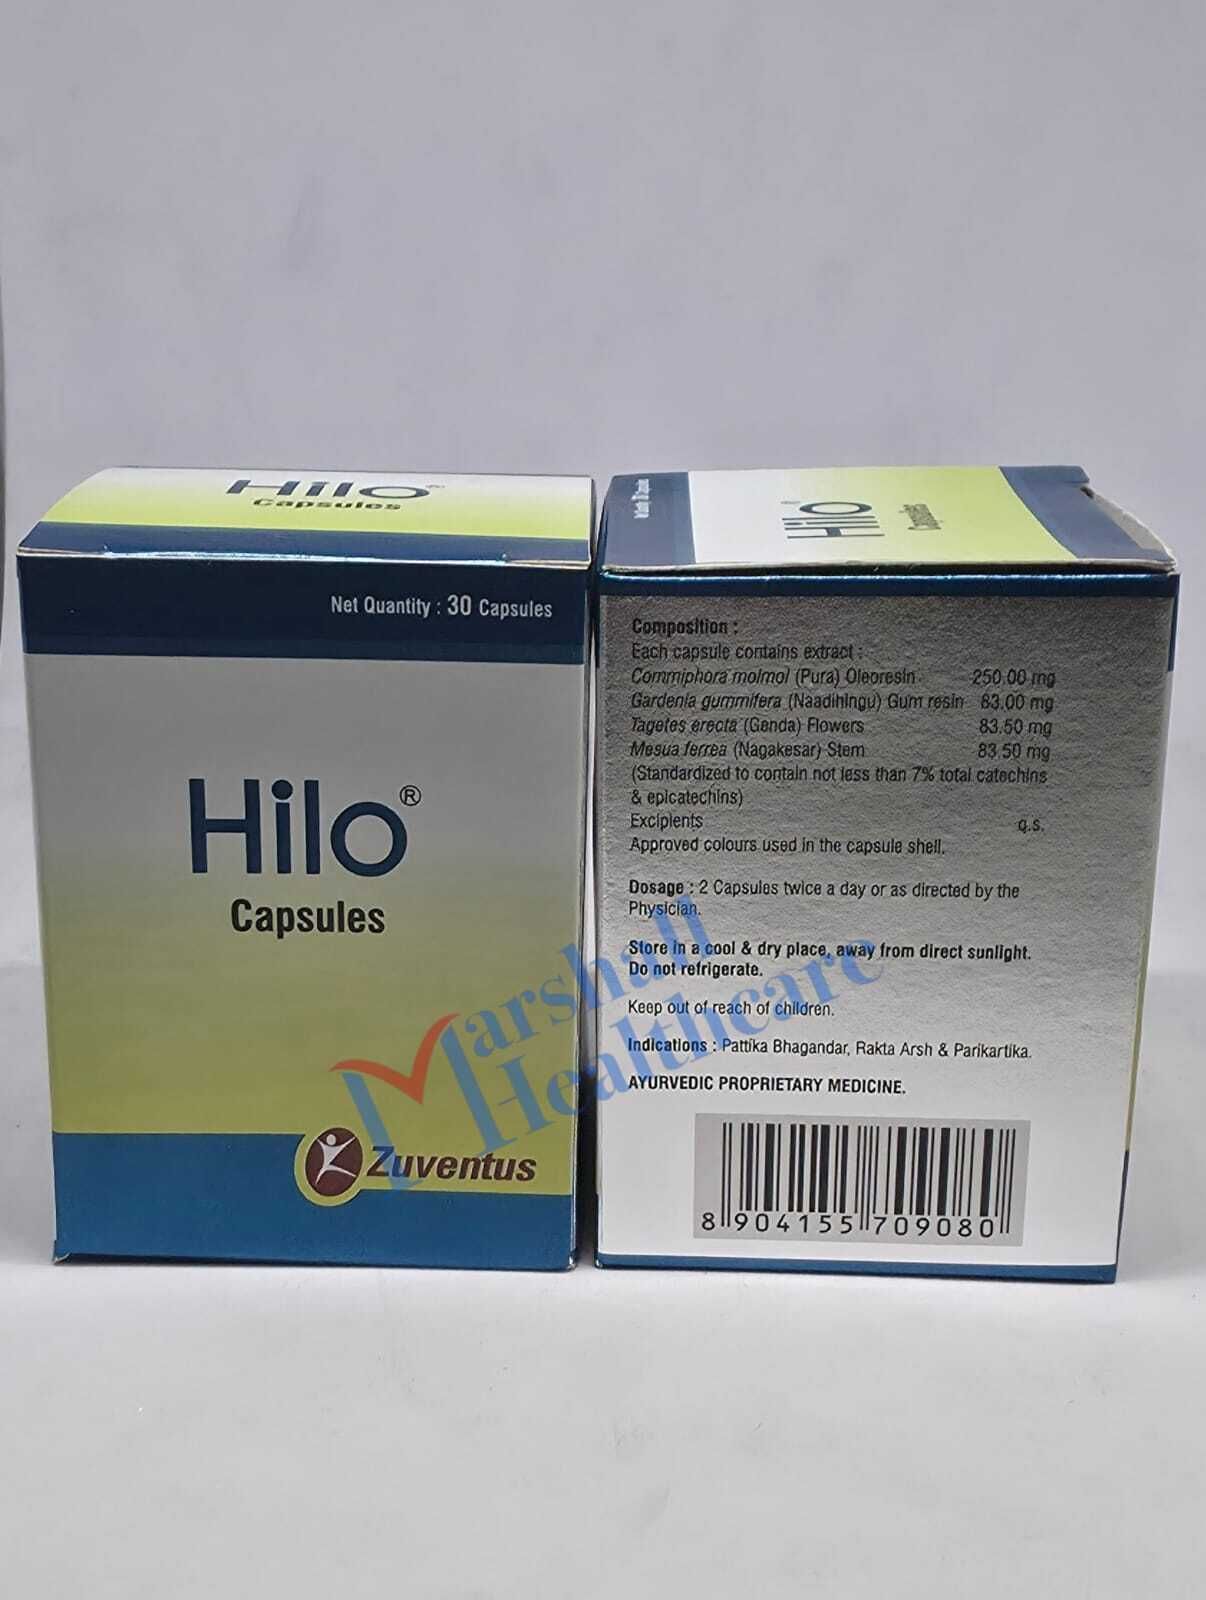 Hilo®
Capsules
Net Quantity : 30 Capsules
Hilo®
Capsules
Zuventus
Hilo®
Capsules
Composition :
Each capsule contains extract :
Commiphora molmol (Pura) Oleoresin 250.00 mg
Gardenia gummifera (Naadihingu) Gum resin 83.00 mg
Tagetes erecta (Genda) Flowers 83.50 mg
Mesua ferrea (Nagakesar) Stem 83.50 mg
(Standardized to contain not less than 7% total catechins
& epicatechins)
Excipients q.s.
Approved colours used in the capsule shell.
Dosage : 2 Capsules twice a day or as directed by the
Physician.
Store in a cool & dry place, away from direct sunlight.
Do not refrigerate.
Keep out of reach of children.
Indications : Pattika Bhagandar, Rakta Arsh & Parikartika.
AYURVEDIC PROPRIETARY MEDICINE.
8 904155 709080
Marshall
Healthcare